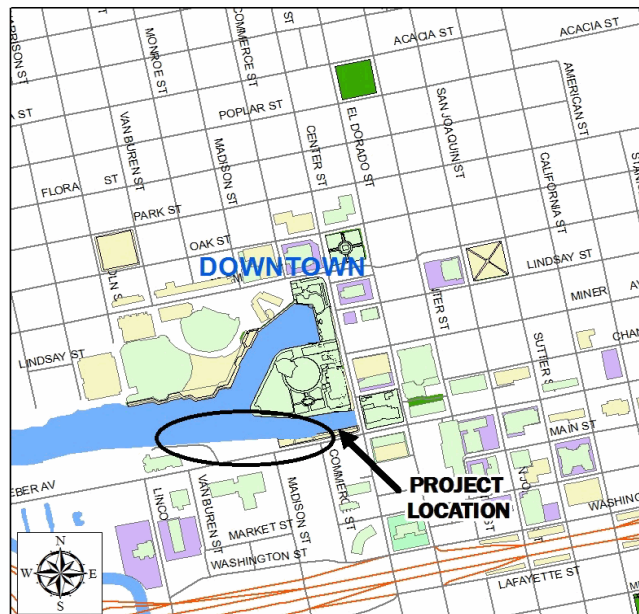 ACACIA ST
ACACIA ST
MONROE ST
COMMERCE ST
POPLAR ST
EL DORADO ST
SAN JOAQUIN ST
AMERICAN ST
VAN BUREN ST
MADISON ST
CENTER ST
CALIFORNIA ST
FLORA ST
PARK ST
OAK ST
DOWNTOWN
LINDSAY ST
MINER AV
LINDSAY ST
SUTTER S
MAIN ST
PROJECT
LOCATION
VAN BUREN ST
MADISON ST
COMMERCE ST
LINCO
MARKET ST
WASHINGTON ST
WASHING
LAFAYETTE ST
N
W
E
S